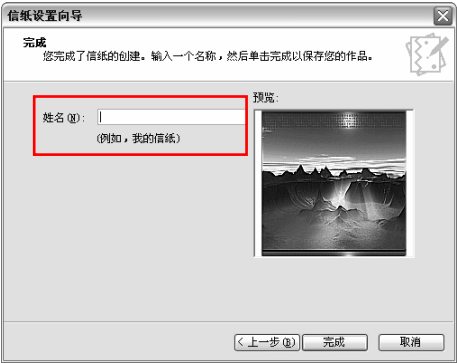 信纸设置向导
完成
您完成了信纸的创建。输入一个名称，然后单击完成以保存您的作品。
姓名(N):
预览:
(例如，我的信纸)
< 上一步(B)
完成
取消